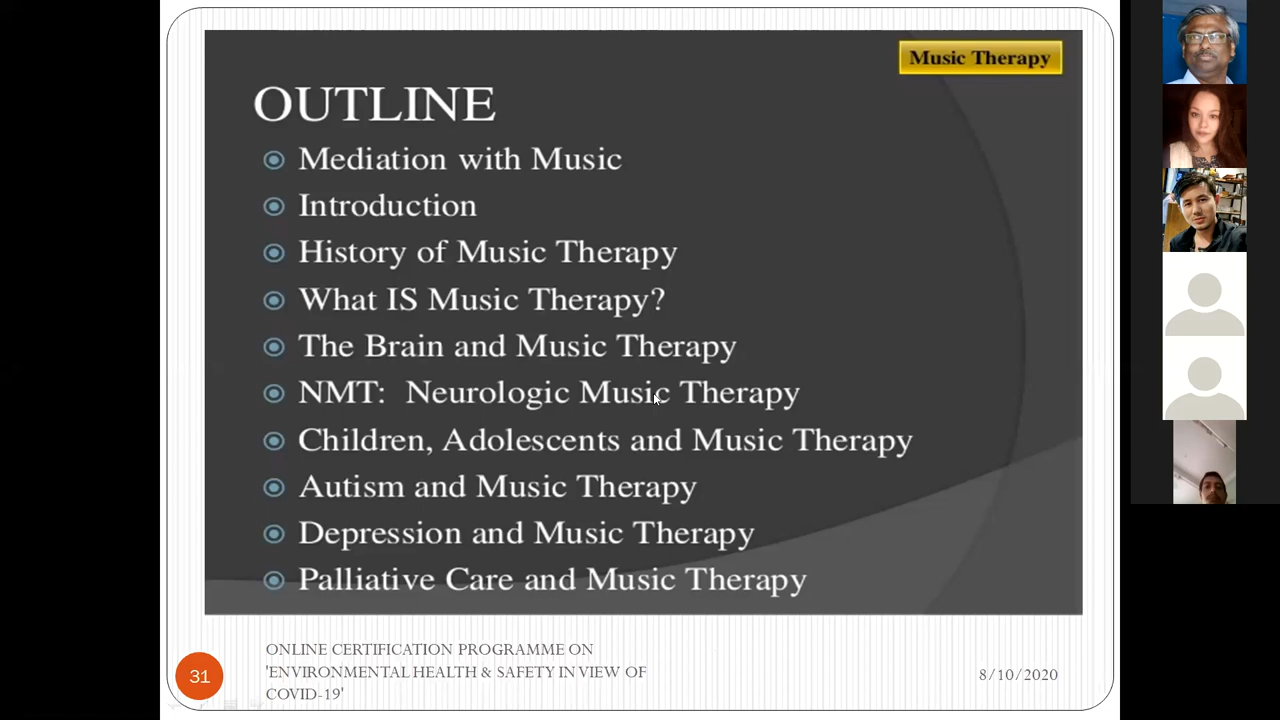 Music Therapy
OUTLINE
Mediation with Music
Introduction
History of Music Therapy
What IS Music Therapy?
The Brain and Music Therapy
NMT: Neurologic Music Therapy
Children, Adolescents and Music Therapy
Autism and Music Therapy
Depression and Music Therapy
Palliative Care and Music Therapy
31
ONLINE CERTIFICATION PROGRAMME ON
'ENVIRONMENTAL HEALTH & SAFETY IN VIEW OF
COVID-19'
8/10/2020